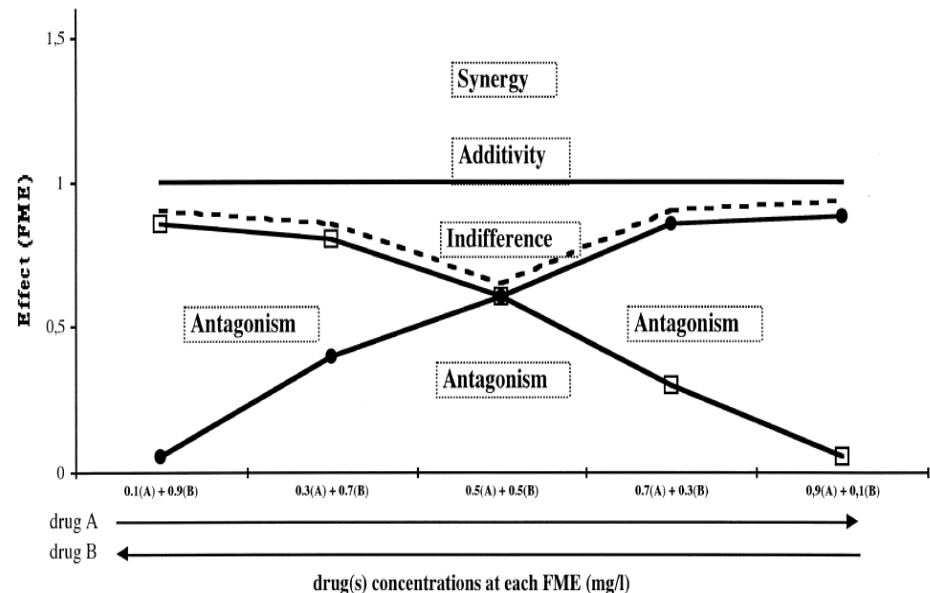 1,5
Synergy
Additivity
1
Indifference
Effect (FME)
Antagonism
Antagonism
0,5
Antagonism
0
0.1(A) + 0.9(B) 0.3(A) + 0.7(B) 0.5(A) + 0.5(B) 0.7(A) + 0.3(B) 0,9(A) + 0,1(B)
drug A
drug B
drug(s) concentrations at each FME (mg/l)